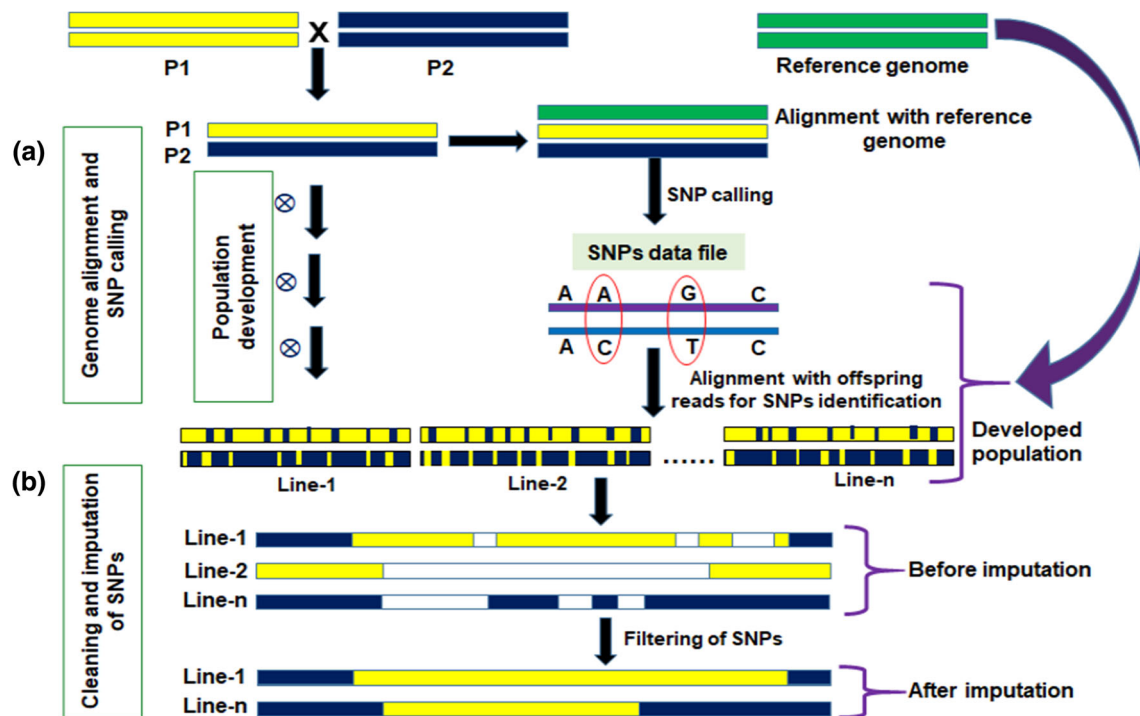 X
P1
P2
Reference genome
(a)
Genome alignment and
SNP calling
P1
P2
Alignment with reference
genome
Population
development
SNP calling
SNPs data file
A A G C
A C T C
Alignment with offspring
reads for SNPs identification
Developed
population
Line-1
Line-2
......
Line-n
(b)
Cleaning and imputation
of SNPs
Line-1
Line-2
Line-n
Before imputation
Filtering of SNPs
Line-1
Line-n
After imputation